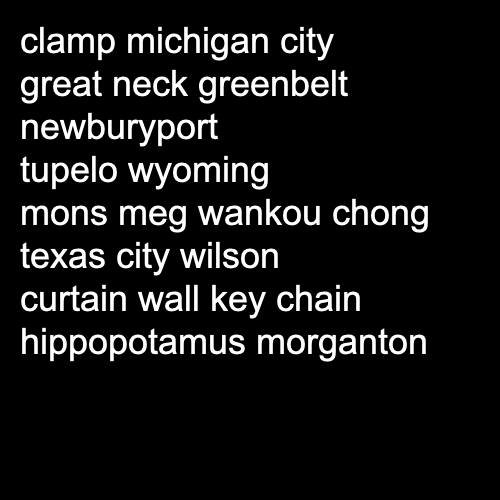 clamp michigan city
great neck greenbelt
newburyport
tupelo wyoming
mons meg wankou chong
texas city wilson
curtain wall key chain
hippopotamus morganton